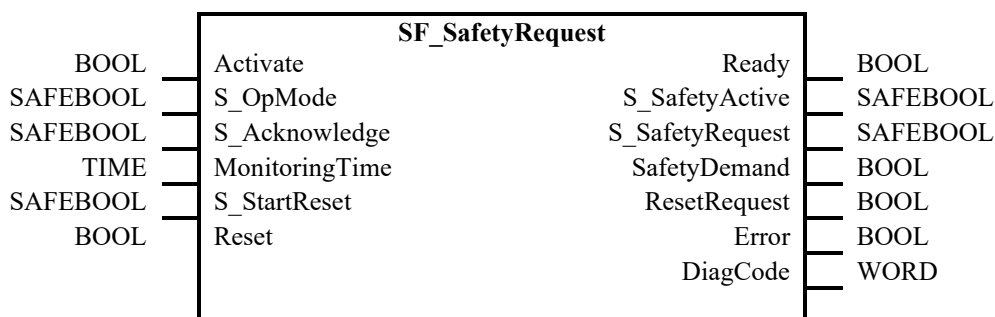 SF_SafetyRequest
BOOL Activate Ready BOOL
SAFEBOOL S_OpMode S_SafetyActive SAFEBOOL
SAFEBOOL S_Acknowledge S_SafetyRequest SAFEBOOL
TIME MonitoringTime SafetyDemand BOOL
SAFEBOOL S_StartReset ResetRequest BOOL
BOOL Reset Error BOOL
DiagCode WORD